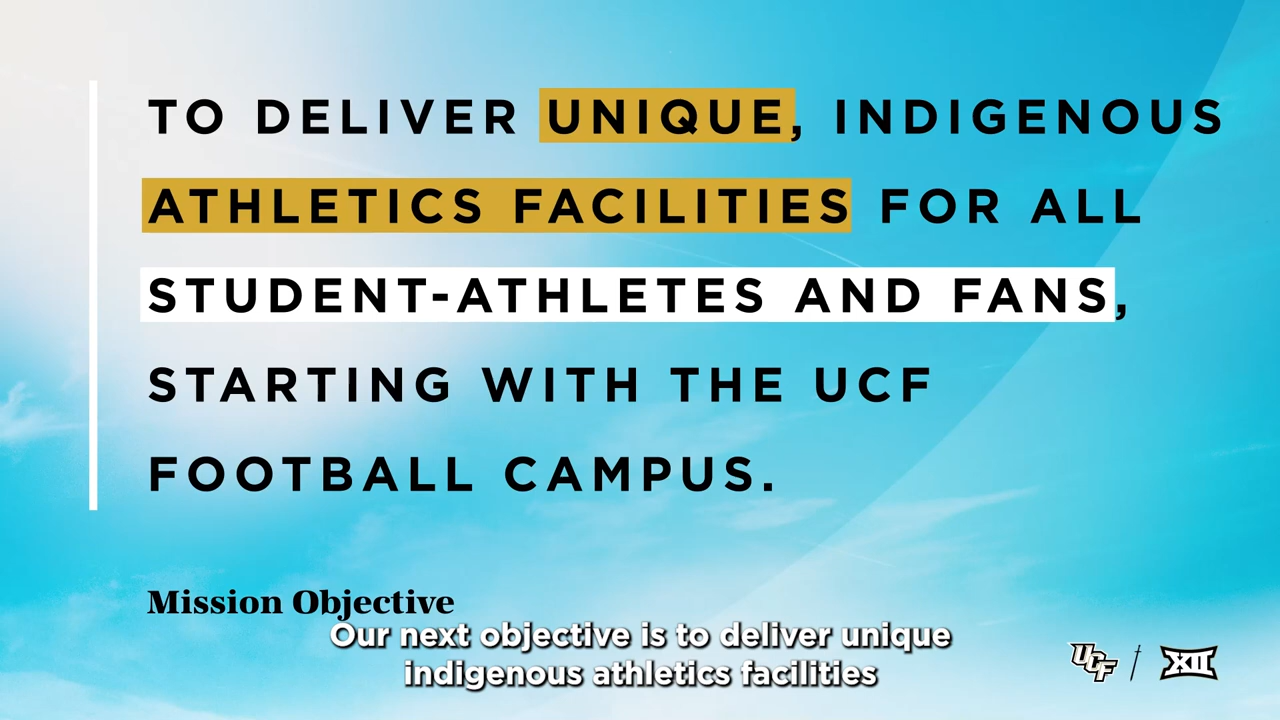 TO DELIVER UNIQUE, INDIGENOUS
ATHLETICS FACILITIES FOR ALL
STUDENT-ATHLETES AND FANS,
STARTING WITH THE UCF
FOOTBALL CAMPUS.
Mission Objective
Our next objective is to deliver unique
indigenous athletics facilities
UCF / XII